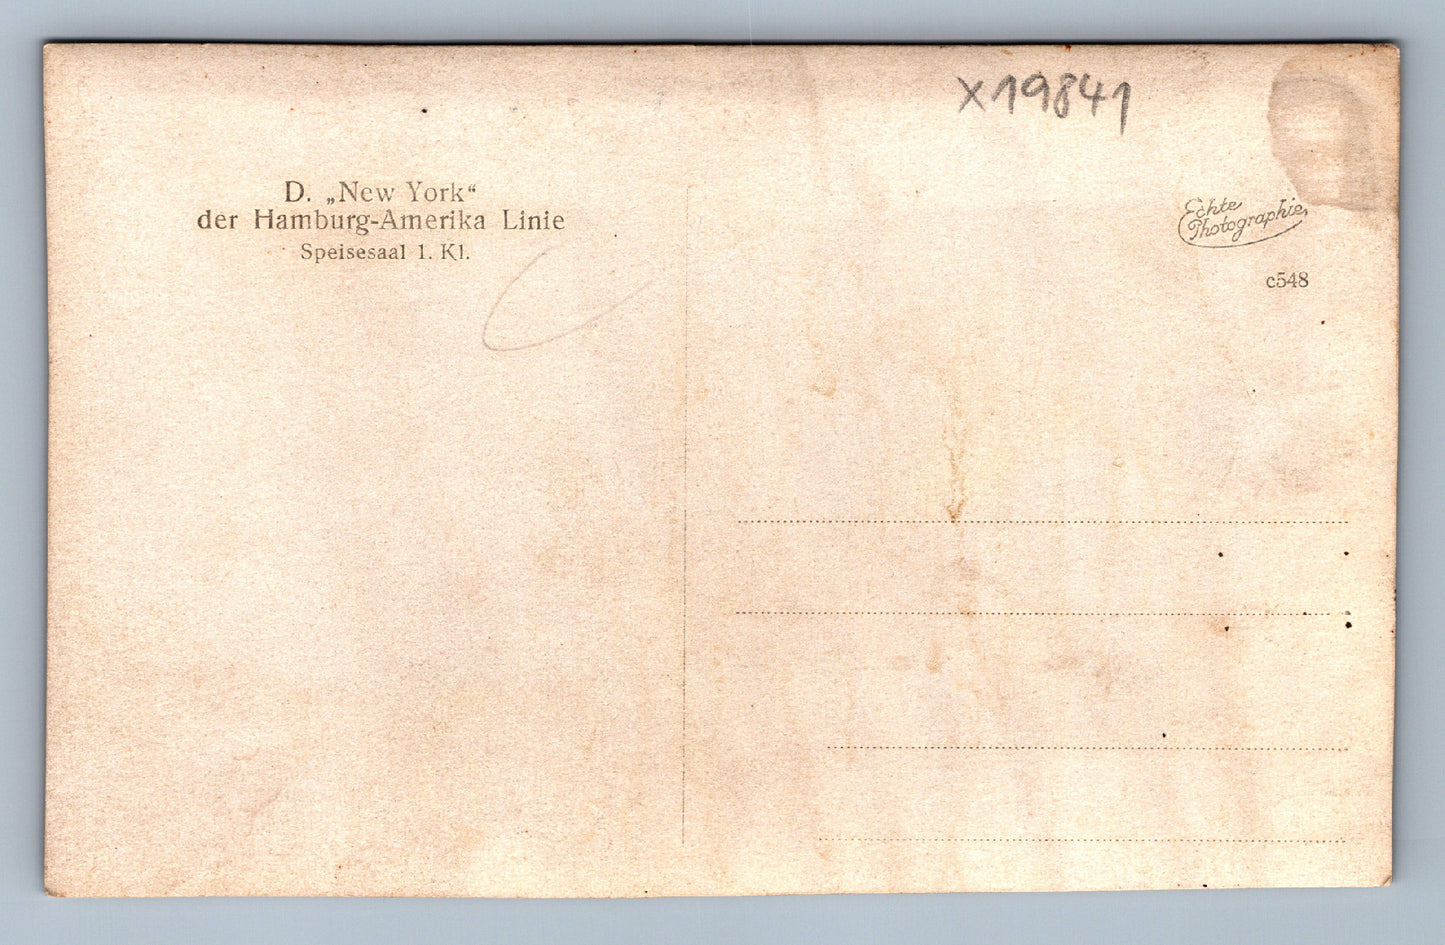 x19841
D. „New York“
der Hamburg-Amerika Linie
Speisesaal 1. Kl.
Echte
Photographie
c548